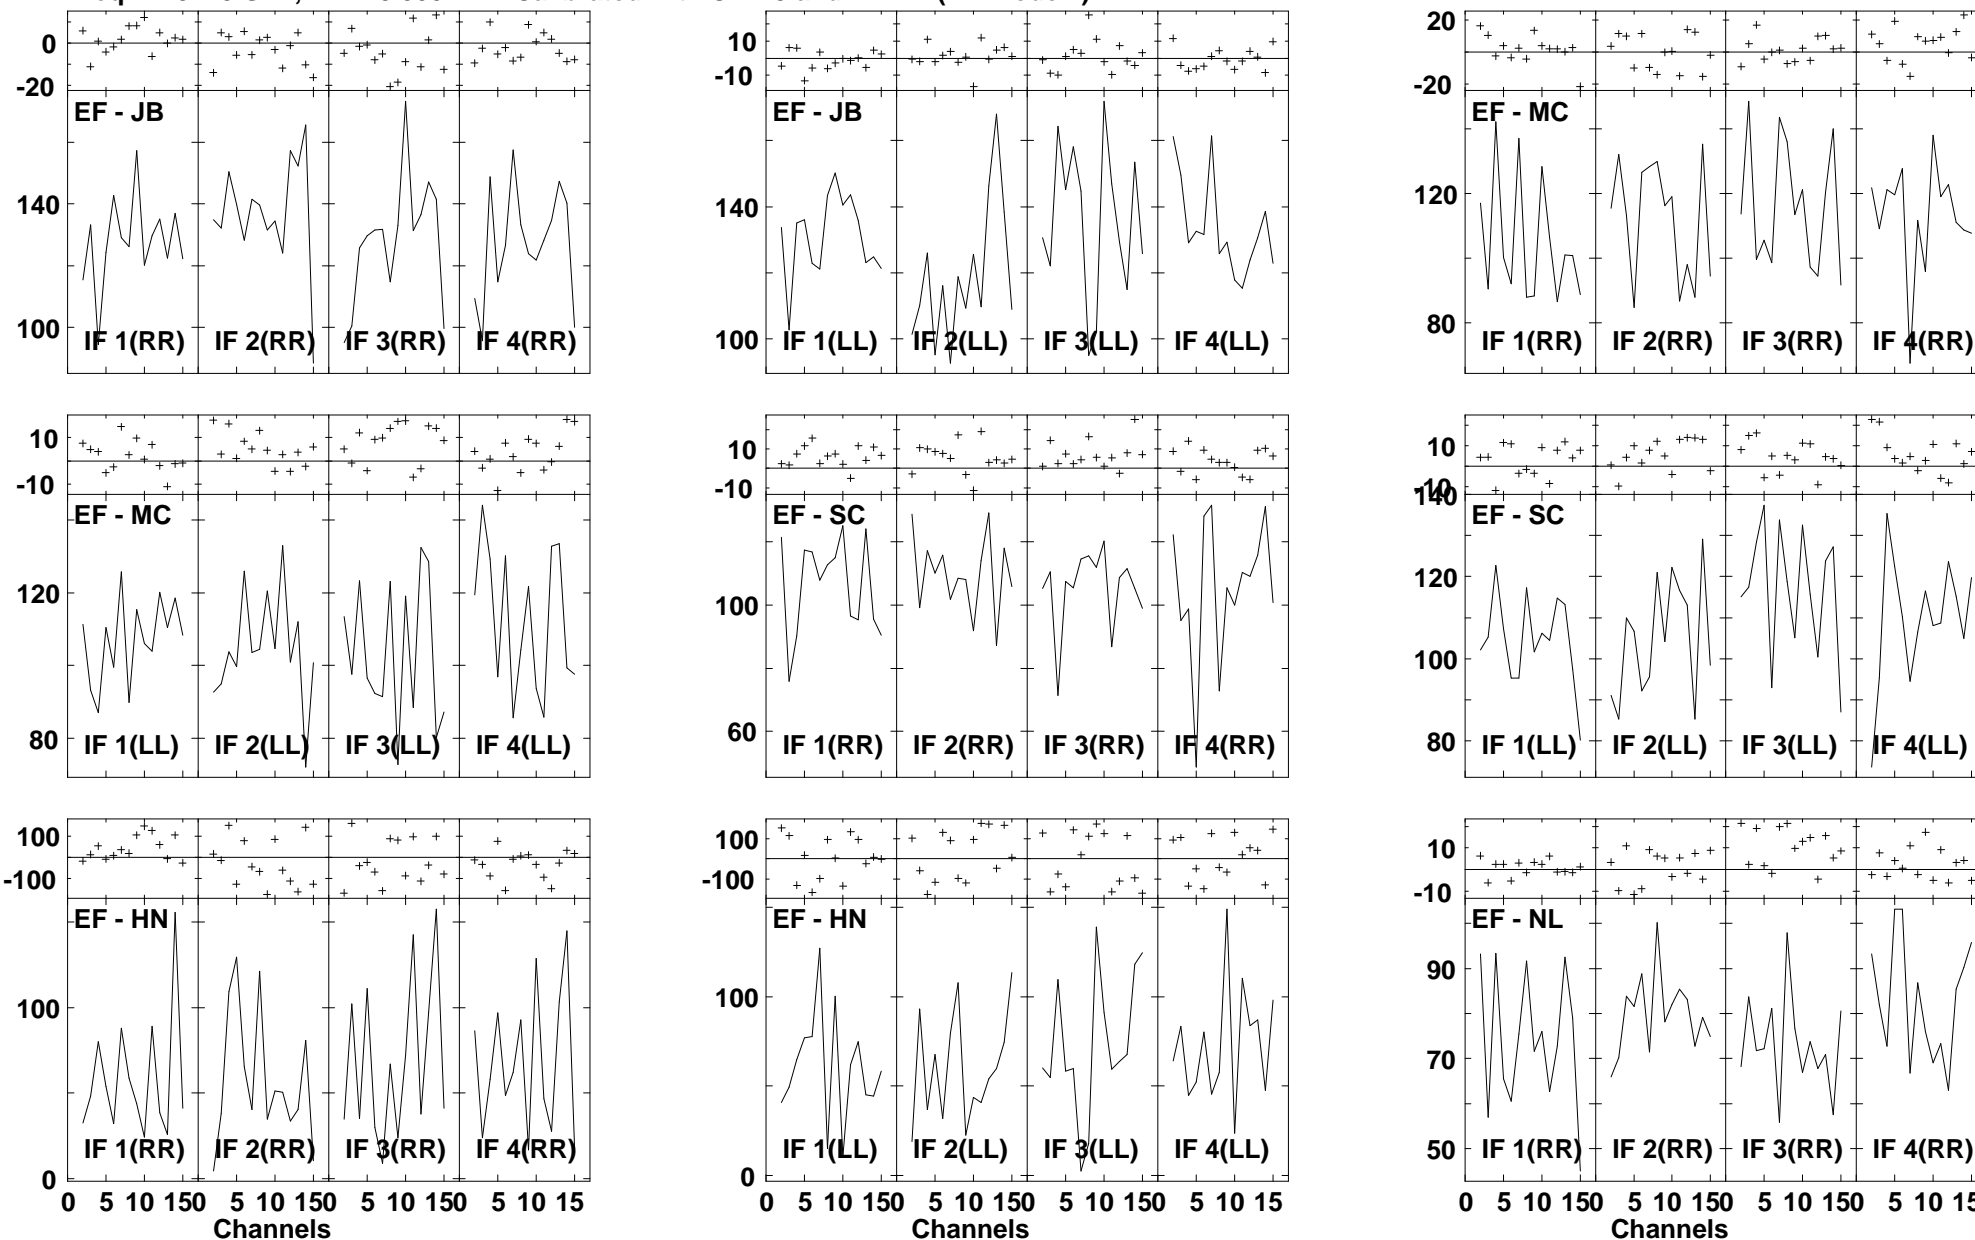 0
-20
EF - JB
140
100
IF 1(RR) IF 2(RR) IF 3(RR) IF 4(RR)
10
-10
EF - JB
140
100
IF 1(LL) IF 2(LL) IF 3(LL) IF 4(LL)
20
-20
EF - MC
120
80
IF 1(RR) IF 2(RR) IF 3(RR) IF 4(RR)
10
-10
EF - MC
120
80
IF 1(LL) IF 2(LL) IF 3(LL) IF 4(LL)
10
-10
EF - SC
100
60
IF 1(RR) IF 2(RR) IF 3(RR) IF 4(RR)
10
-10
140
EF - SC
120
100
80
IF 1(LL) IF 2(LL) IF 3(LL) IF 4(LL)
100
-100
EF - HN
100
0
IF 1(RR) IF 2(RR) IF 3(RR) IF 4(RR)
0 5 10 150 5 10 150 5 10 150 5 10 15
Channels
100
-100
EF - HN
100
0
IF 1(LL) IF 2(LL) IF 3(LL) IF 4(LL)
0 5 10 150 5 10 150 5 10 150 5 10 15
Channels
10
-10
EF - NL
90
70
50
IF 1(RR) IF 2(RR) IF 3(RR) IF 4(RR)
0 5 10 150 5 10 150 5 10 150 5 10
Channels